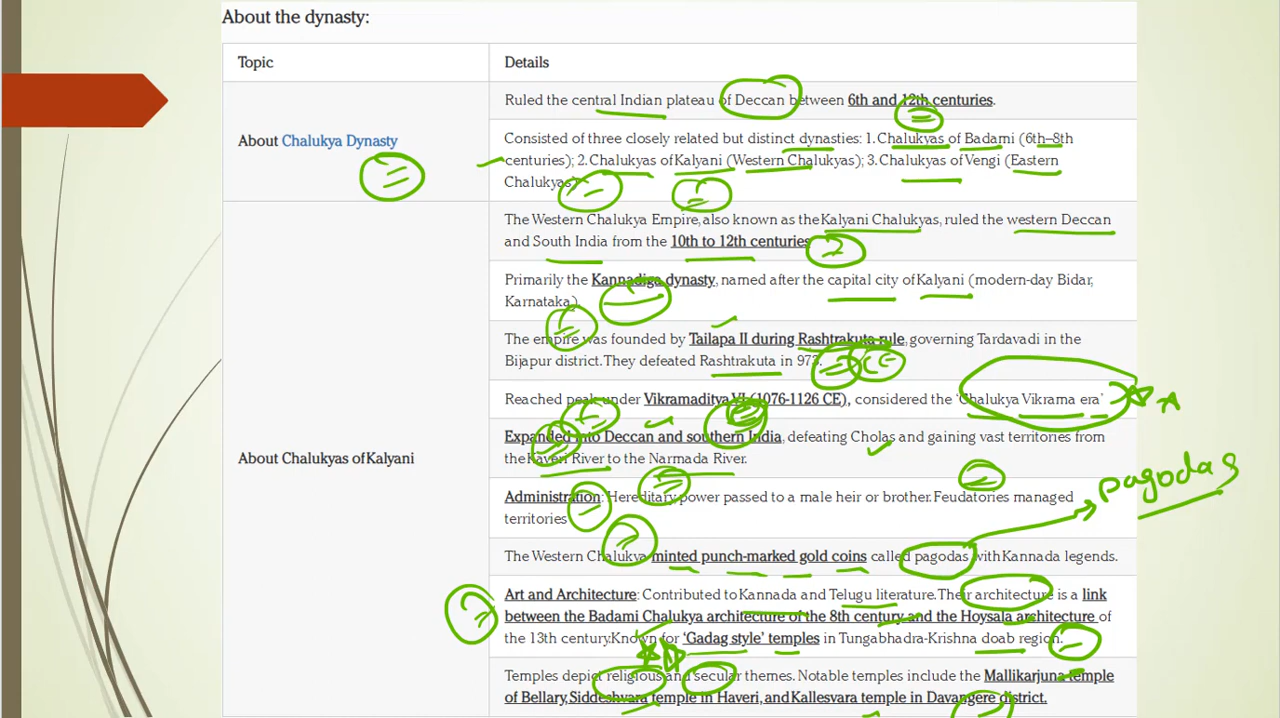 About the dynasty:
Topic
Details
About Chalukya Dynasty
Ruled the central Indian plateau of Deccan between 6th and 12th centuries.
Consisted of three closely related but distinct dynasties: 1. Chalukyas of Badami (6th–8th
centuries); 2. Chalukyas of Kalyani (Western Chalukyas); 3. Chalukyas of Vengi (Eastern
Chalukyas)
About Chalukyas of Kalyani
The Western Chalukya Empire, also known as the Kalyani Chalukyas, ruled the western Deccan
and South India from the 10th to 12th centuries
Primarily the Kannadiga dynasty, named after the capital city of Kalyani (modern-day Bidar,
Karnataka).
The empire was founded by Tailapa II during Rashtrakuta rule, governing Tardavadi in the
Bijapur district. They defeated Rashtrakuta in 973.
CE
Reached peak under Vikramaditya VI (1076-1126 CE), considered the 'Chalukya Vikrama era'
Expanded into Deccan and southern India, defeating Cholas and gaining vast territories from
the Kaveri River to the Narmada River.
Administration: Hereditary power passed to a male heir or brother. Feudatories managed
territories
The Western Chalukya minted punch-marked gold coins called pagodas with Kannada legends.
pagodas
Art and Architecture: Contributed to Kannada and Telugu literature. Their architecture is a link
between the Badami Chalukya architecture of the 8th century and the Hoysala architecture of
the 13th century. Known for 'Gadag style' temples in Tungabhadra-Krishna doab region.
Temples depict religious and secular themes. Notable temples include the Mallikarjuna temple
of Bellary, Siddeshvara temple in Haveri, and Kallesvara temple in Davangere district.